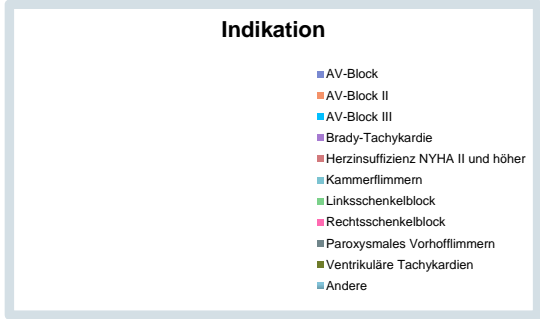 Indikation
AV-Block
AV-Block II
AV-Block III
Brady-Tachykardie
Herzinsuffizienz NYHA II und höher
Kammerflimmern
Linksschenkelblock
Rechtsschenkelblock
Paroxysmales Vorhofflimmern
Ventrikuläre Tachykardien
Andere